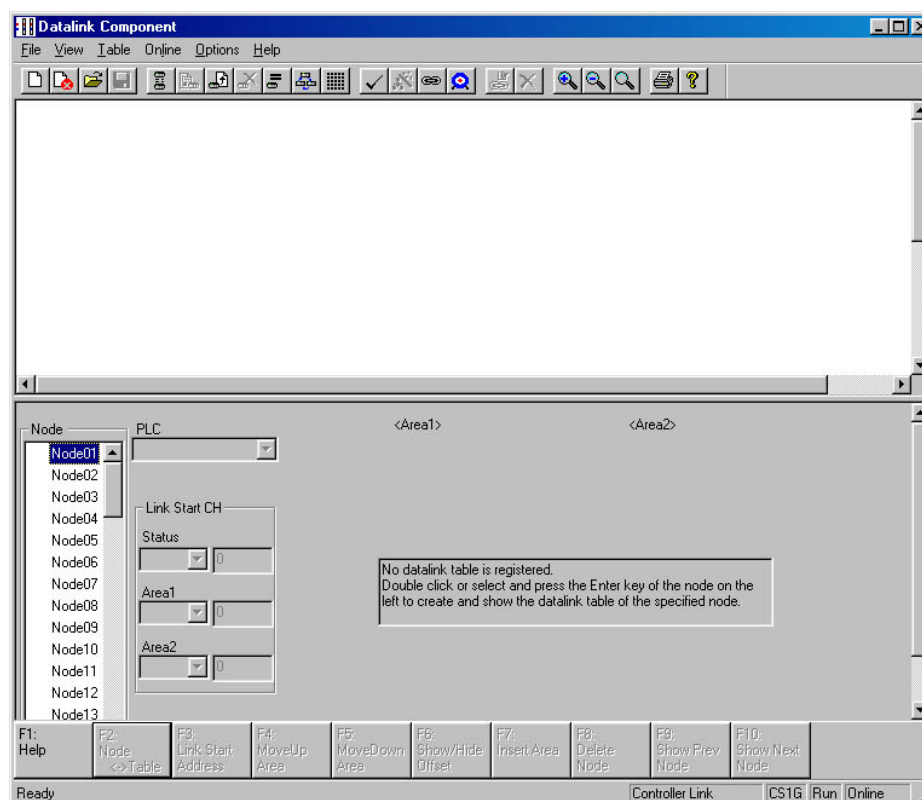 Datalink Component
File View Table Online Options Help
<Area1> <Area2>
Node
Node01
Node02
Node03
Node04
Node05
Node06
Node07
Node08
Node09
Node10
Node11
Node12
Node13
PLC
Link Start CH
Status
0
Area1
0
Area2
0
No datalink table is registered.
Double click or select and press the Enter key of the node on the
left to create and show the datalink table of the specified node.
F1:
Help
F2:
Node
<->Table
F3:
Link Start
Address
F4:
MoveUp
Area
F5:
MoveDown
Area
F6:
Show/Hide
Offset
F7:
Insert Area
F8:
Delete
Node
F9:
Show Prev
Node
F10:
Show Next
Node
Ready Controller Link CS1G Run Online